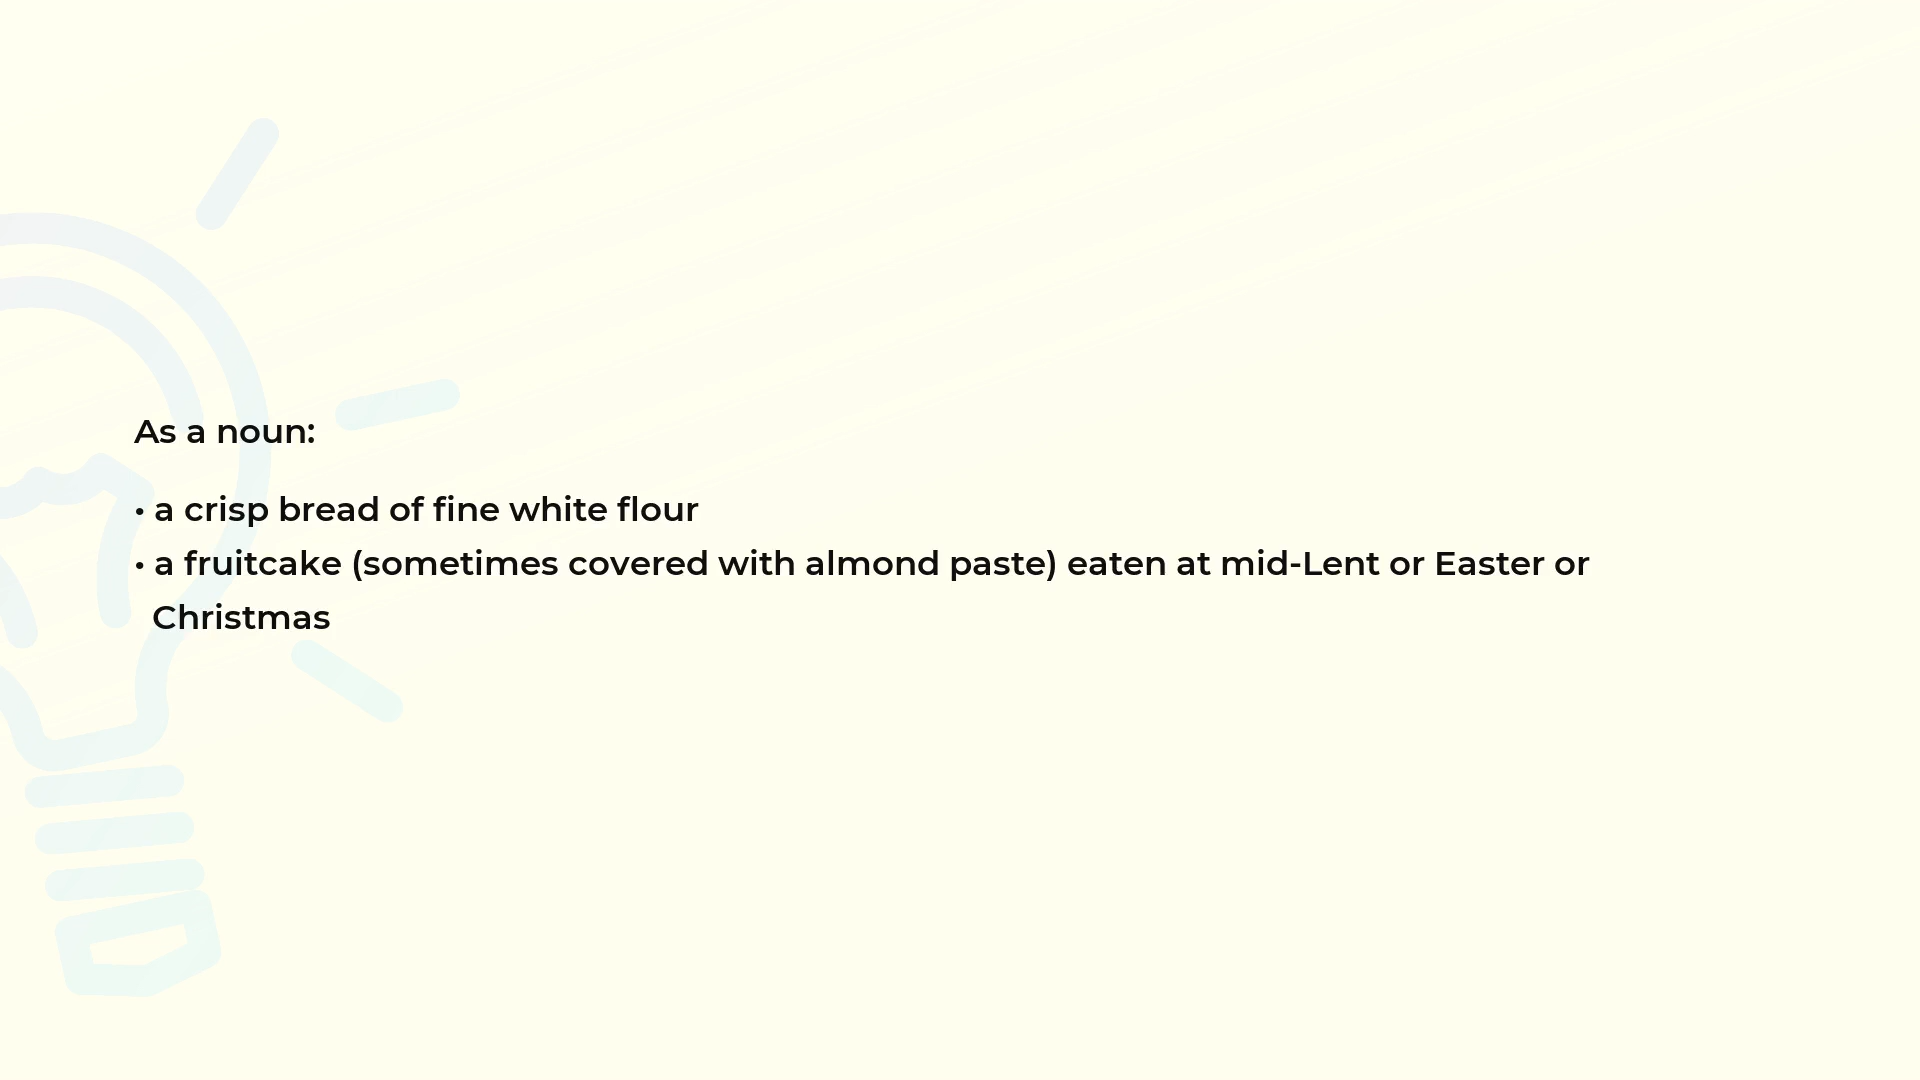 As a noun:
• a crisp bread of fine white flour
• a fruitcake (sometimes covered with almond paste) eaten at mid-Lent or Easter or
Christmas